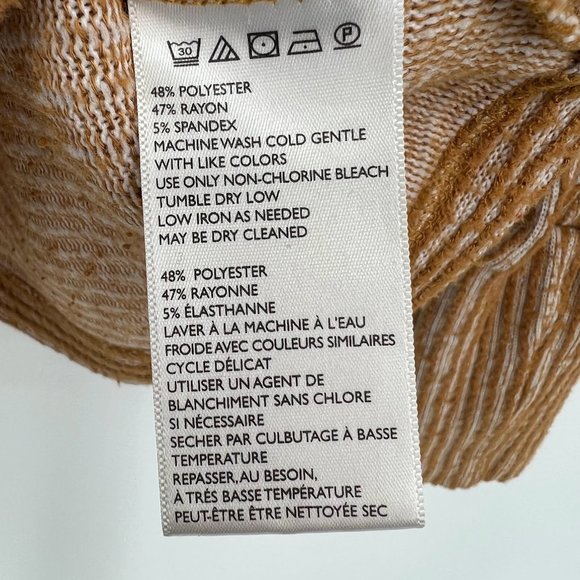 30 P
48% POLYESTER
47% RAYON
5% SPANDEX
MACHINE WASH COLD GENTLE
WITH LIKE COLORS
USE ONLY NON-CHLORINE BLEACH
TUMBLE DRY LOW
LOW IRON AS NEEDED
MAY BE DRY CLEANED
48% POLYESTER
47% RAYONNE
5% ÉLASTHANNE
LAVER À LA MACHINE À L'EAU
FROIDE AVEC COULEURS SIMILAIRES
CYCLE DÉLICAT
UTILISER UN AGENT DE
BLANCHIMENT SANS CHLORE
SI NÉCESSAIRE
SECHER PAR CULBUTAGE À BASSE
TEMPERATURE
REPASSER, AU BESOIN,
À TRÉS BASSE TEMPÉRATURE
PEUT-ÊTRE ÊTRE NETTOYÉE SEC